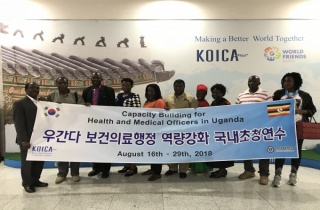 Making a Better World Together
KOICA
WORLD
FRIENDS
Capacity Building for
Health and Medical Officers in Uganda
우간다 보건의료행정 역량강화 국내초청연수
KOICA
August 16th - 29th, 2018